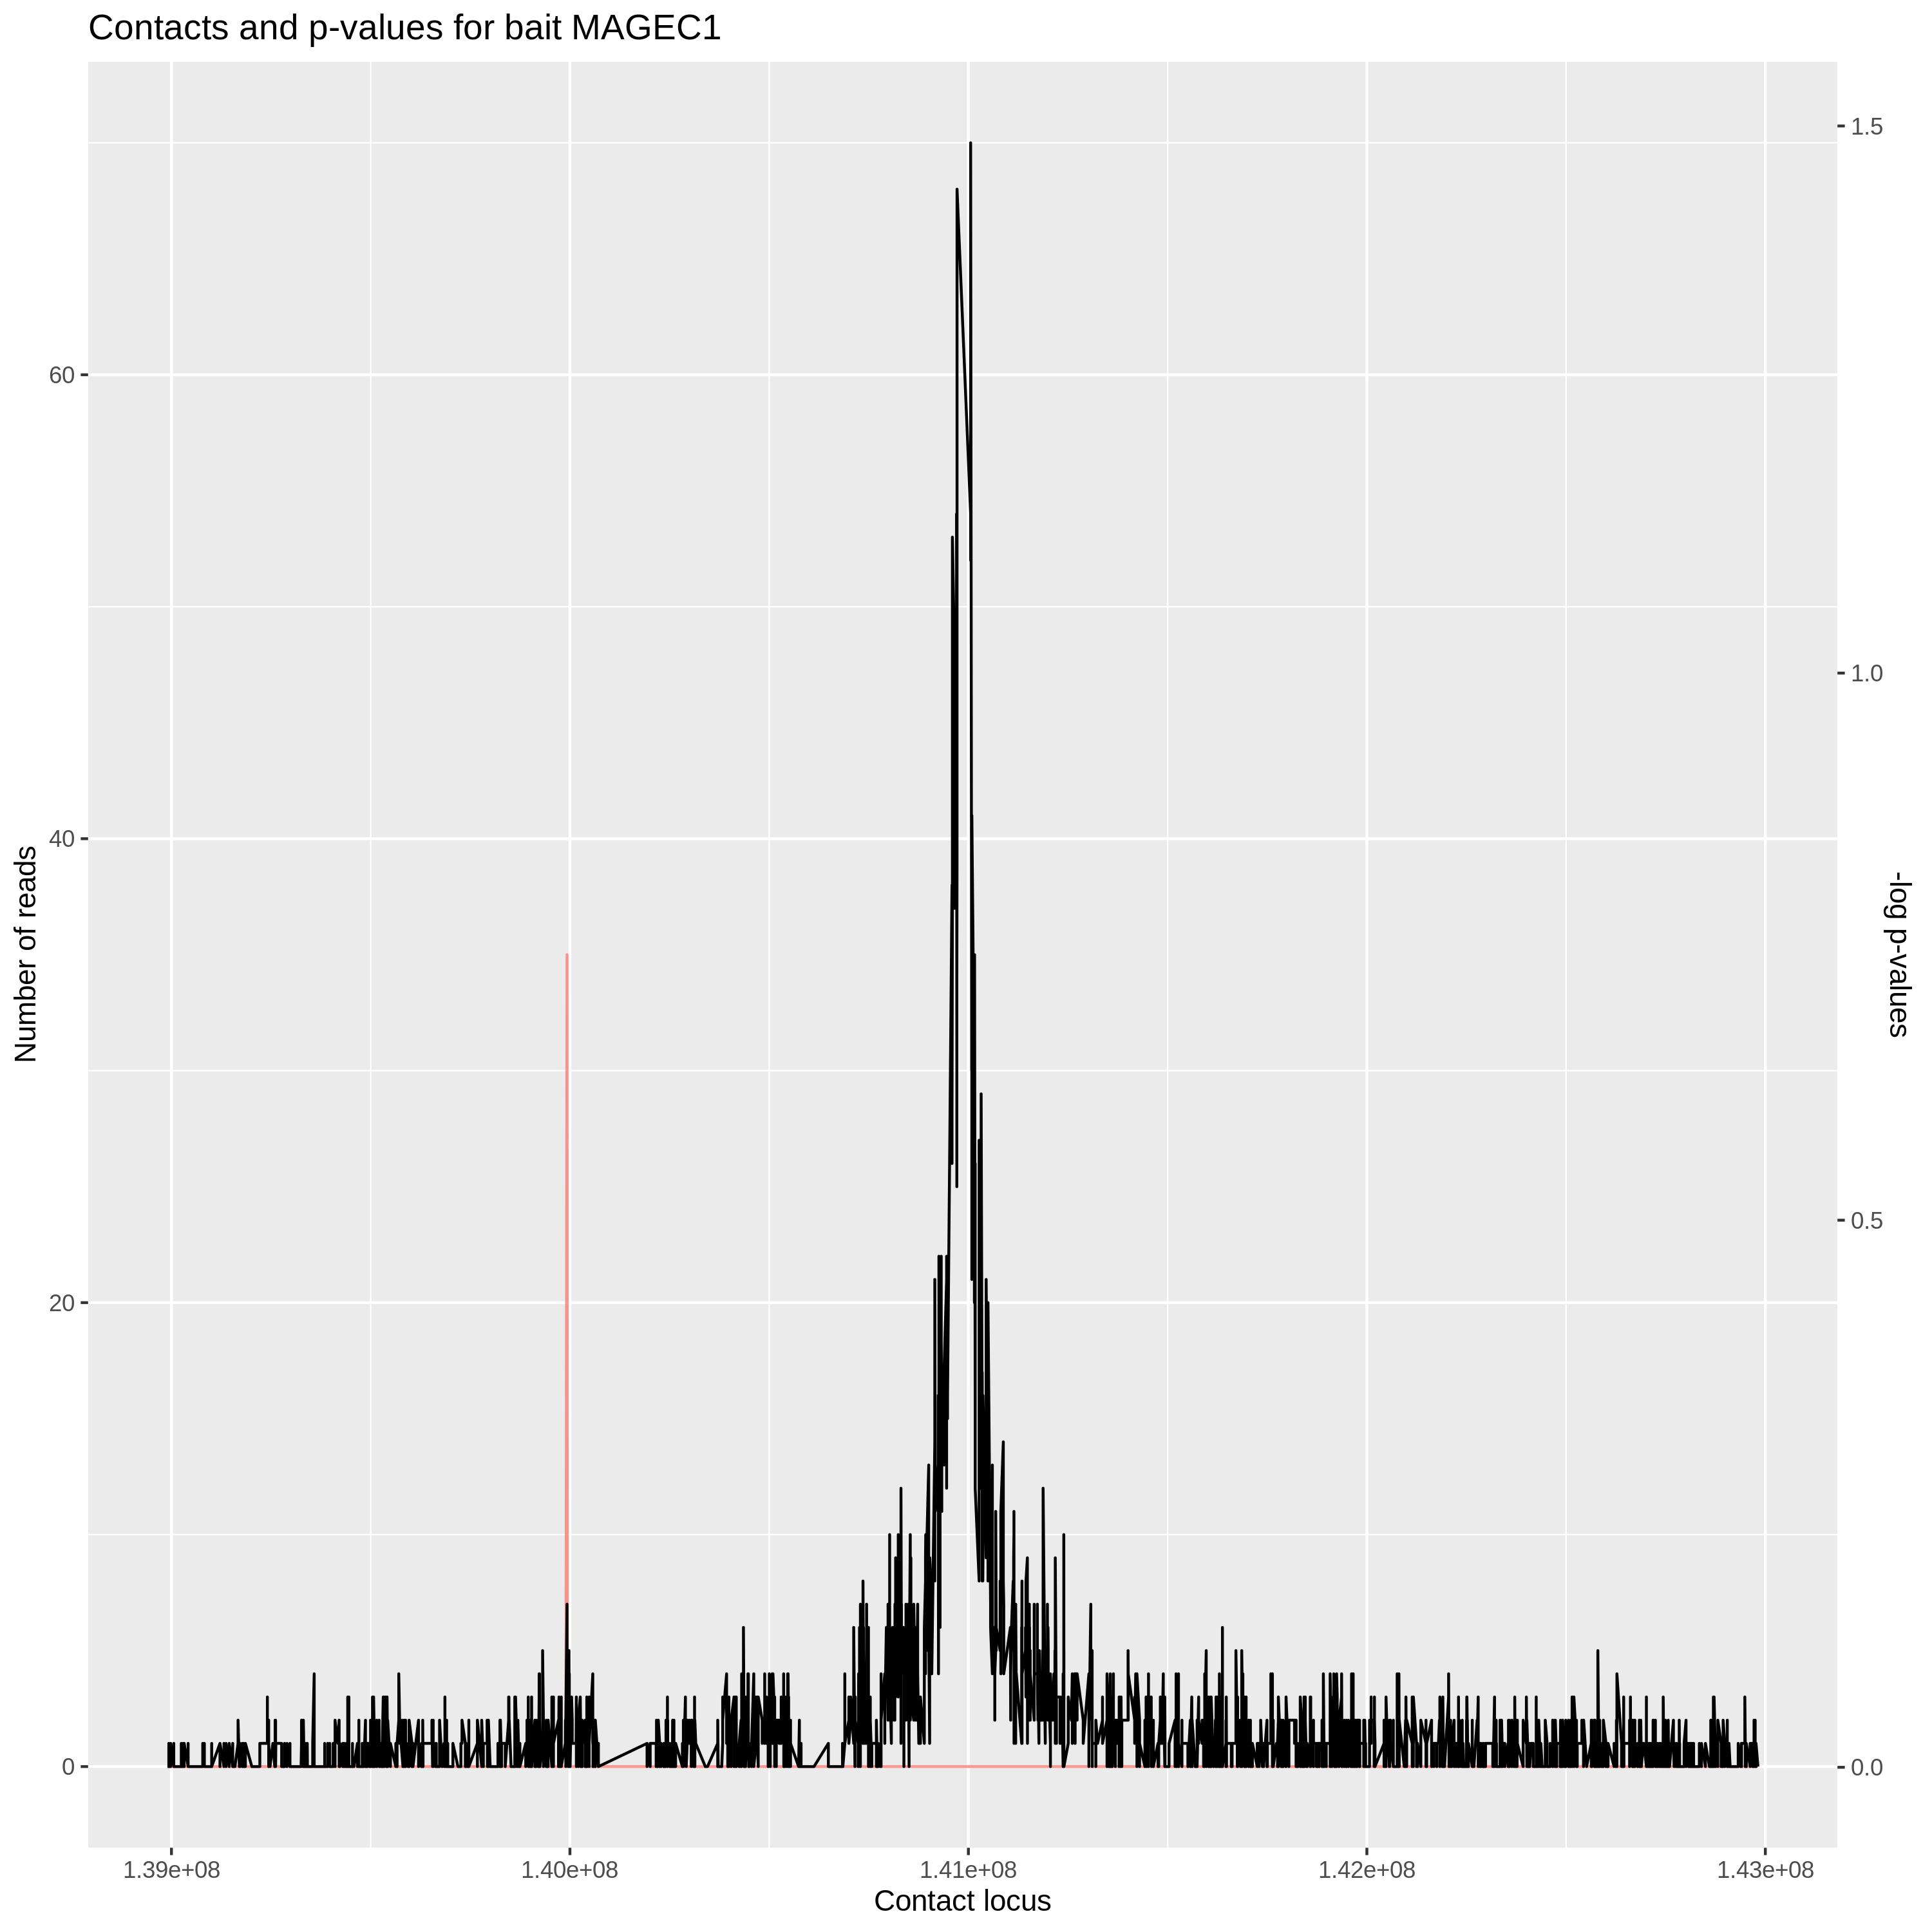 Contacts and p-values for bait MAGEC1
60
40
20
0
Number of reads
1.5
1.0
0.5
0.0
-log p-values
1.39e+08
1.40e+08
1.41e+08
1.42e+08
1.43e+08
Contact locus